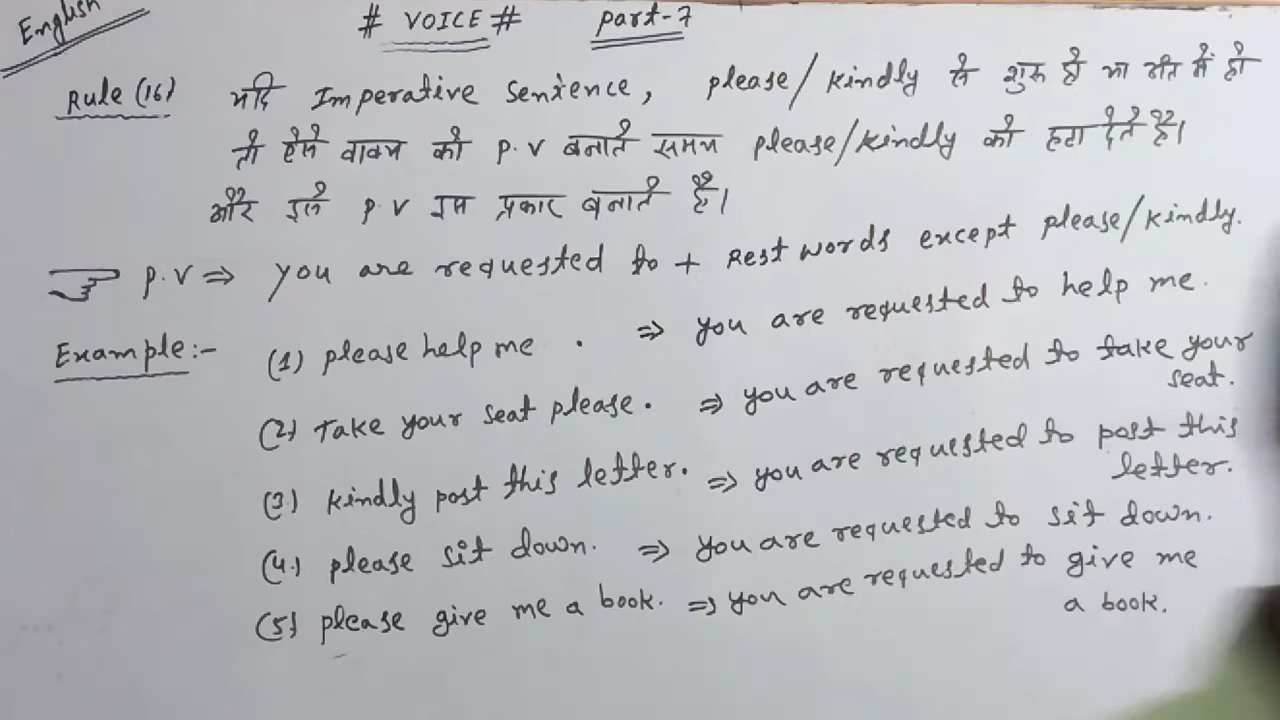 English
# VOICE # Part-7
Rule (16) यदि Imperative Sentence, please/kindly से शुरू हो या अंत में हो
तो ऐसे वाक्य को P.V बनाते समय please/kindly को हटा देते हैं।
और इसे P.V इस प्रकार बनाते हैं।
P.V ⇒ You are requested to + Rest words except please/kindly.
Example:- (1) please help me . ⇒ you are requested to help me.
(2) Take your seat please. ⇒ you are requested to take your
seat.
(3) kindly post this letter. ⇒ you are requested to post this
letter.
(4.) please sit down. ⇒ you are requested to sit down.
(5) please give me a book. ⇒ you are requested to give me
a book.